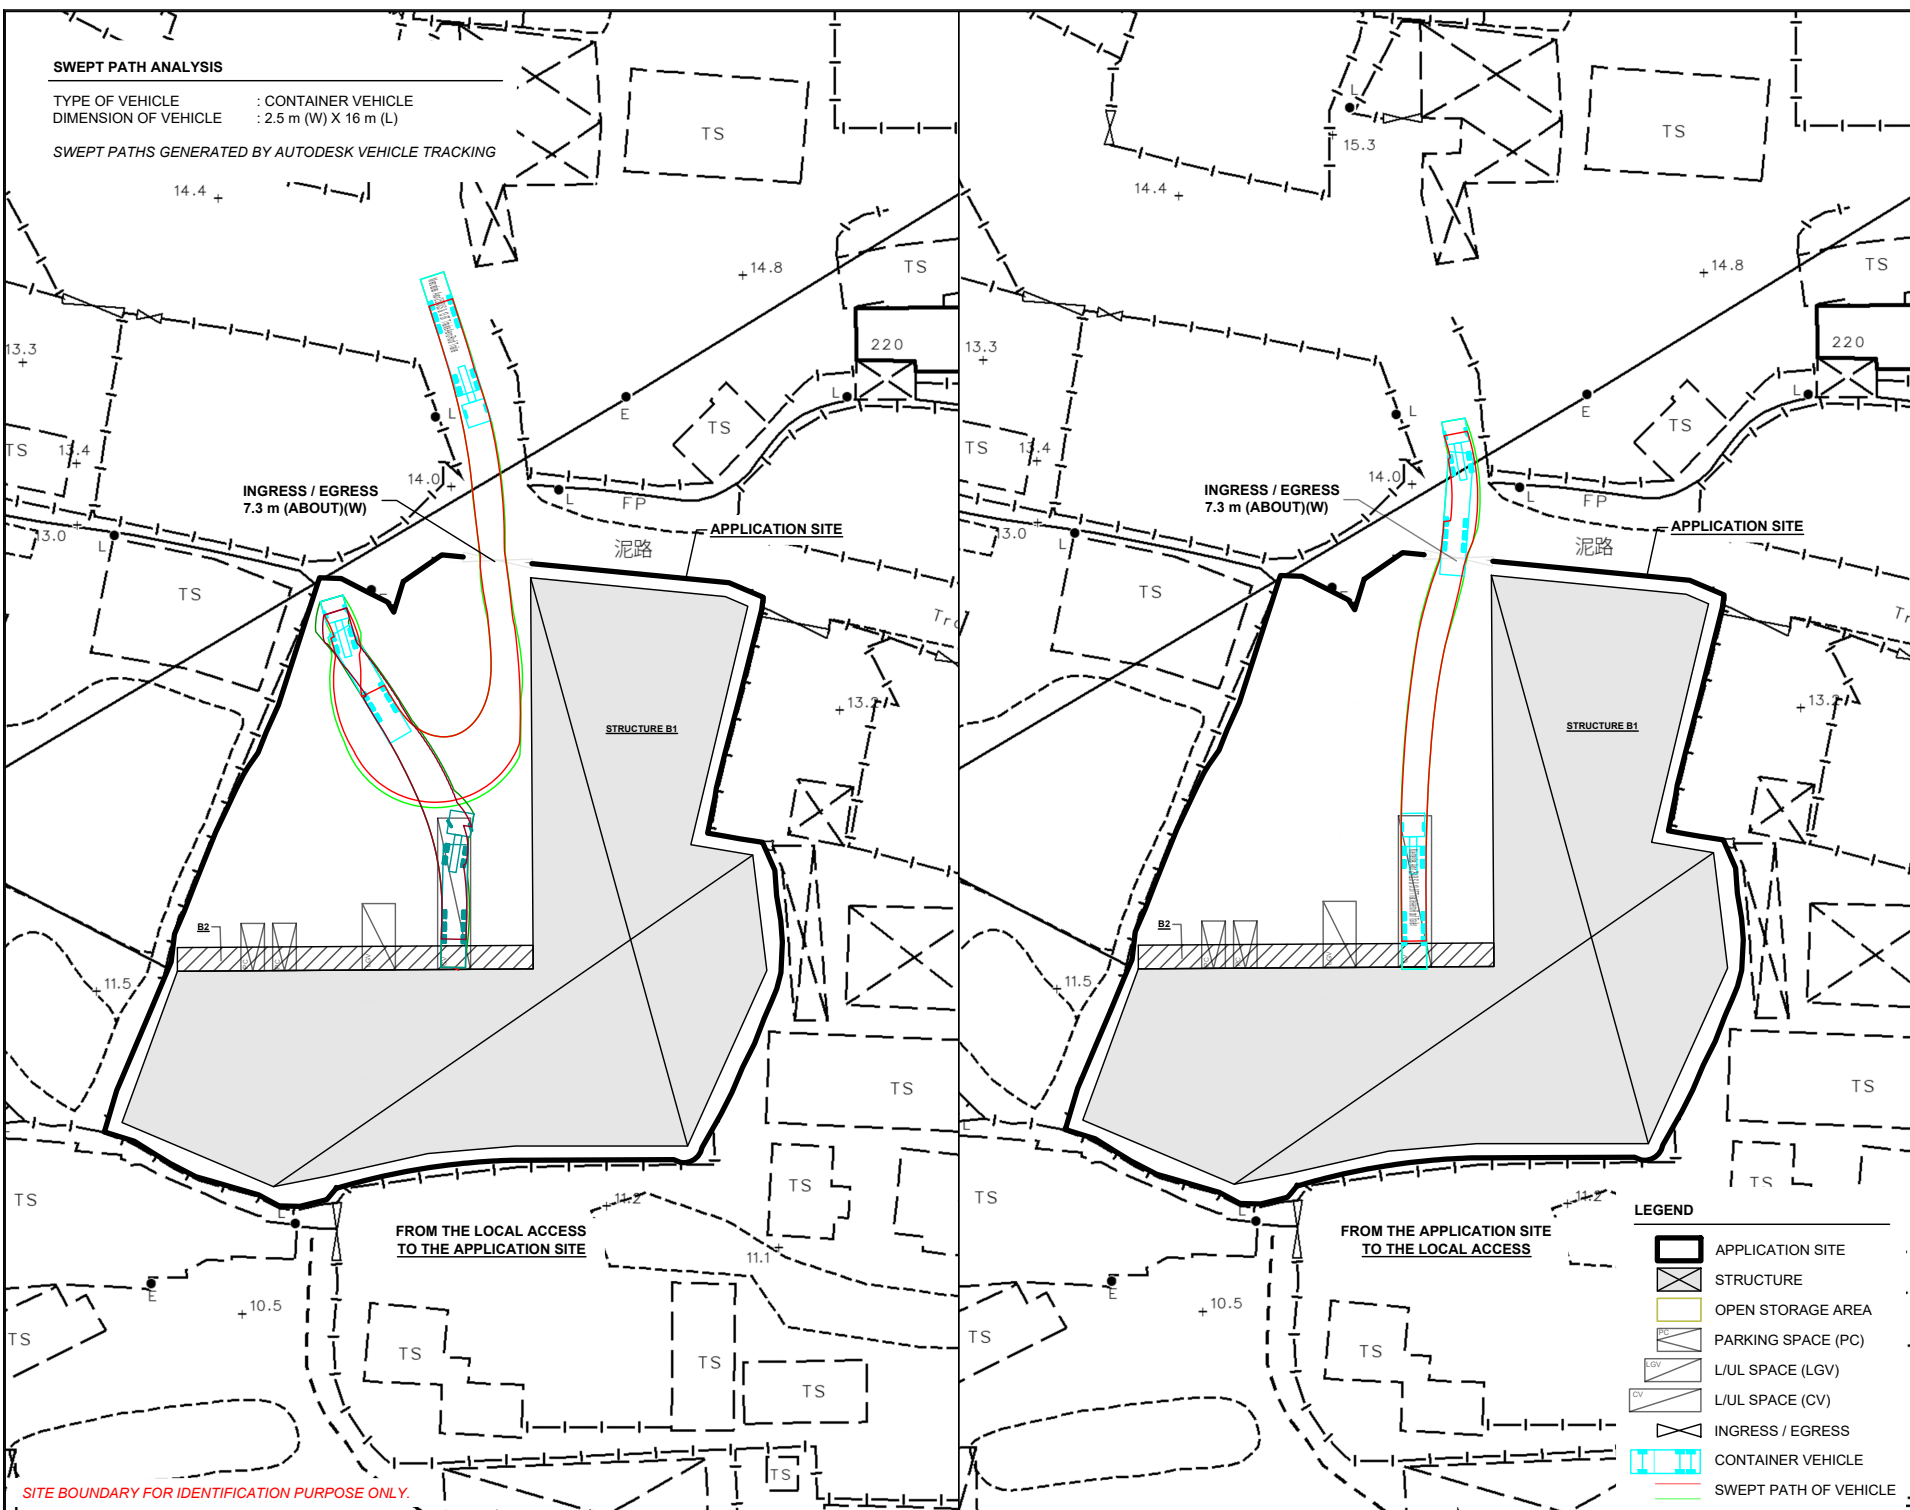 SWEPT PATH ANALYSIS
TYPE OF VEHICLE : CONTAINER VEHICLE
DIMENSION OF VEHICLE : 2.5 m (W) X 16 m (L)
SWEPT PATHS GENERATED BY AUTODESK VEHICLE TRACKING
TS
14.4
14.8
TS
220
13.3
L
E
TS
L
TS
13.4
14.0
L
FP
INGRESS / EGRESS
7.3 m (ABOUT)(W)
APPLICATION SITE
泥路
13.0
L
TS
13.2
STRUCTURE B1
B2
11.5
TS
TS
TS
L
11.2
FROM THE LOCAL ACCESS
TO THE APPLICATION SITE
11.1
E
10.5
TS
TS
TS
TS
TS
SITE BOUNDARY FOR IDENTIFICATION PURPOSE ONLY.
L
15.3
TS
14.4
14.8
TS
220
13.3
L
E
TS
L
TS
13.4
14.0
L
FP
INGRESS / EGRESS
7.3 m (ABOUT)(W)
APPLICATION SITE
泥路
13.0
L
TS
13.2
STRUCTURE B1
B2
11.5
TS
L
TS
TS
L
11.2
FROM THE APPLICATION SITE
TO THE LOCAL ACCESS
E
10.5
TS
TS
LEGEND
APPLICATION SITE
STRUCTURE
OPEN STORAGE AREA
PC
PARKING SPACE (PC)
LGV
L/UL SPACE (LGV)
CV
L/UL SPACE (CV)
INGRESS / EGRESS
CONTAINER VEHICLE
SWEPT PATH OF VEHICLE